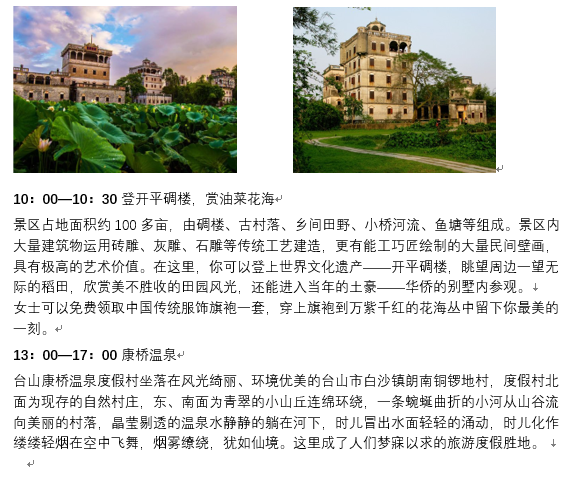 10：00—10：30 登开平碉楼，赏油菜花海
景区占地面积约 100 多亩，由碉楼、古村落、乡间田野、小桥河流、鱼塘等组成。景区内
大量建筑物运用砖雕、灰雕、石雕等传统工艺建造，更有能工巧匠绘制的大量民间壁画，
具有极高的艺术价值。在这里，你可以登上世界文化遗产——开平碉楼，眺望周边一望无
际的稻田，欣赏美不胜收的田园风光，还能进入当年的土豪——华侨的别墅内参观。
女士可以免费领取中国传统服饰旗袍一套，穿上旗袍到万紫千红的花海丛中留下你最美的
一刻。
13：00—17：00 康桥温泉
台山康桥温泉度假村坐落在风光绮丽、环境优美的台山市白沙镇朗南铜锣地村，度假村北
面为现存的自然村庄，东、南面为青翠的小山丘连绵环绕，一条蜿蜒曲折的小河从山谷流
向美丽的村落，晶莹剔透的温泉水静静的躺在河下，时儿冒出水面轻轻的涌动，时儿化作
缕缕轻烟在空中飞舞，烟雾缭绕，犹如仙境。这里成了人们梦寐以求的旅游度假胜地。